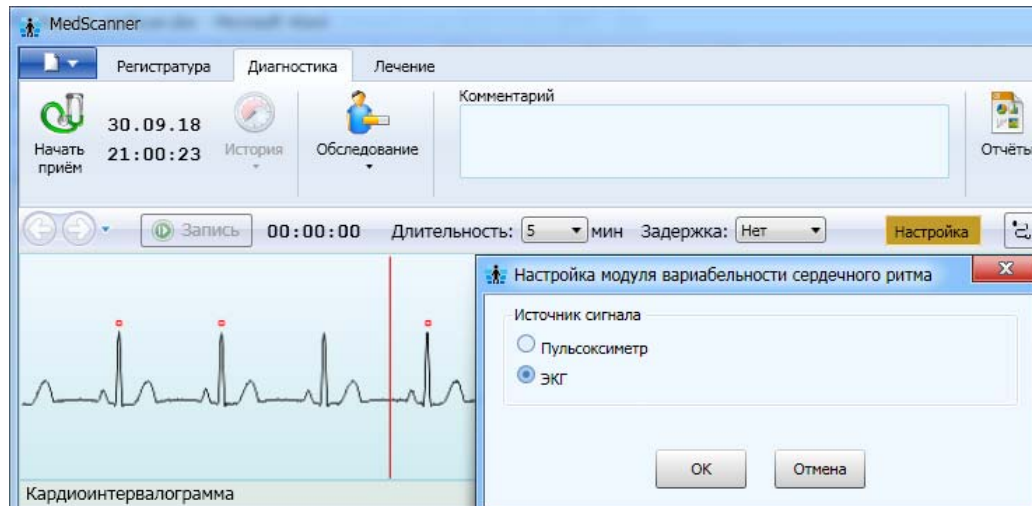 MedScanner
Регистратура Диагностика Лечение
Начать приём
30.09.18
21:00:23
История
Обследование
Комментарий
Отчёты
Запись 00:00:00 Длительность: 5 мин Задержка: Нет Настройка
Настройка модуля вариабельности сердечного ритма
Источник сигнала
Пульсоксиметр
ЭКГ
OK Отмена
Кардиоинтервалограмма